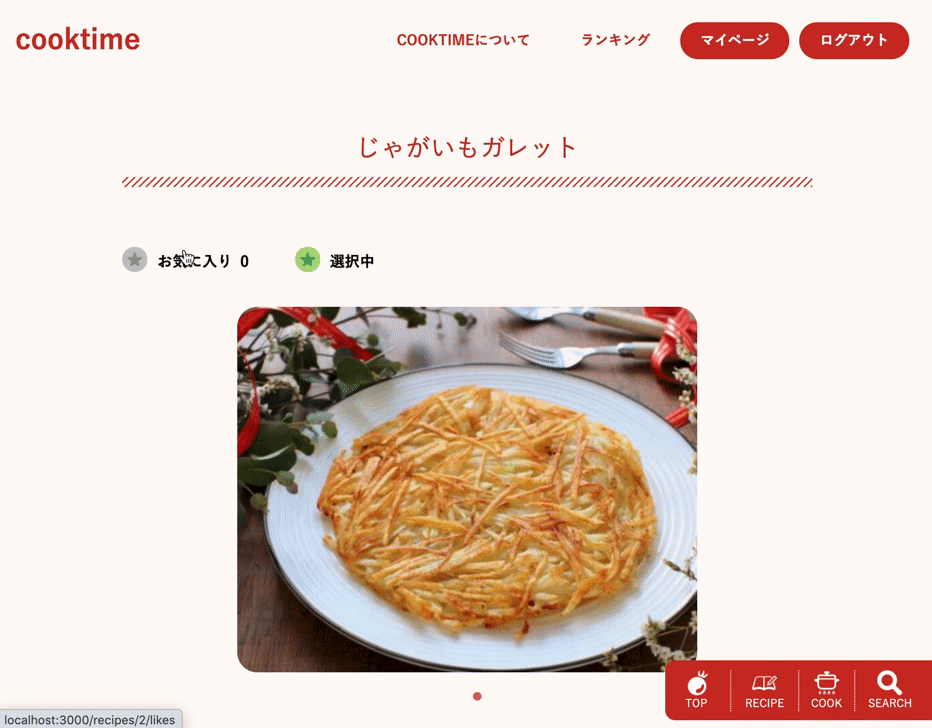 cooktime
COOKTIMEについて
ランキング
マイページ
ログアウト
じゃがいもガレット
お気に入り 0
選択中
TOP
RECIPE
COOK
SEARCH
localhost:3000/recipes/2/likes